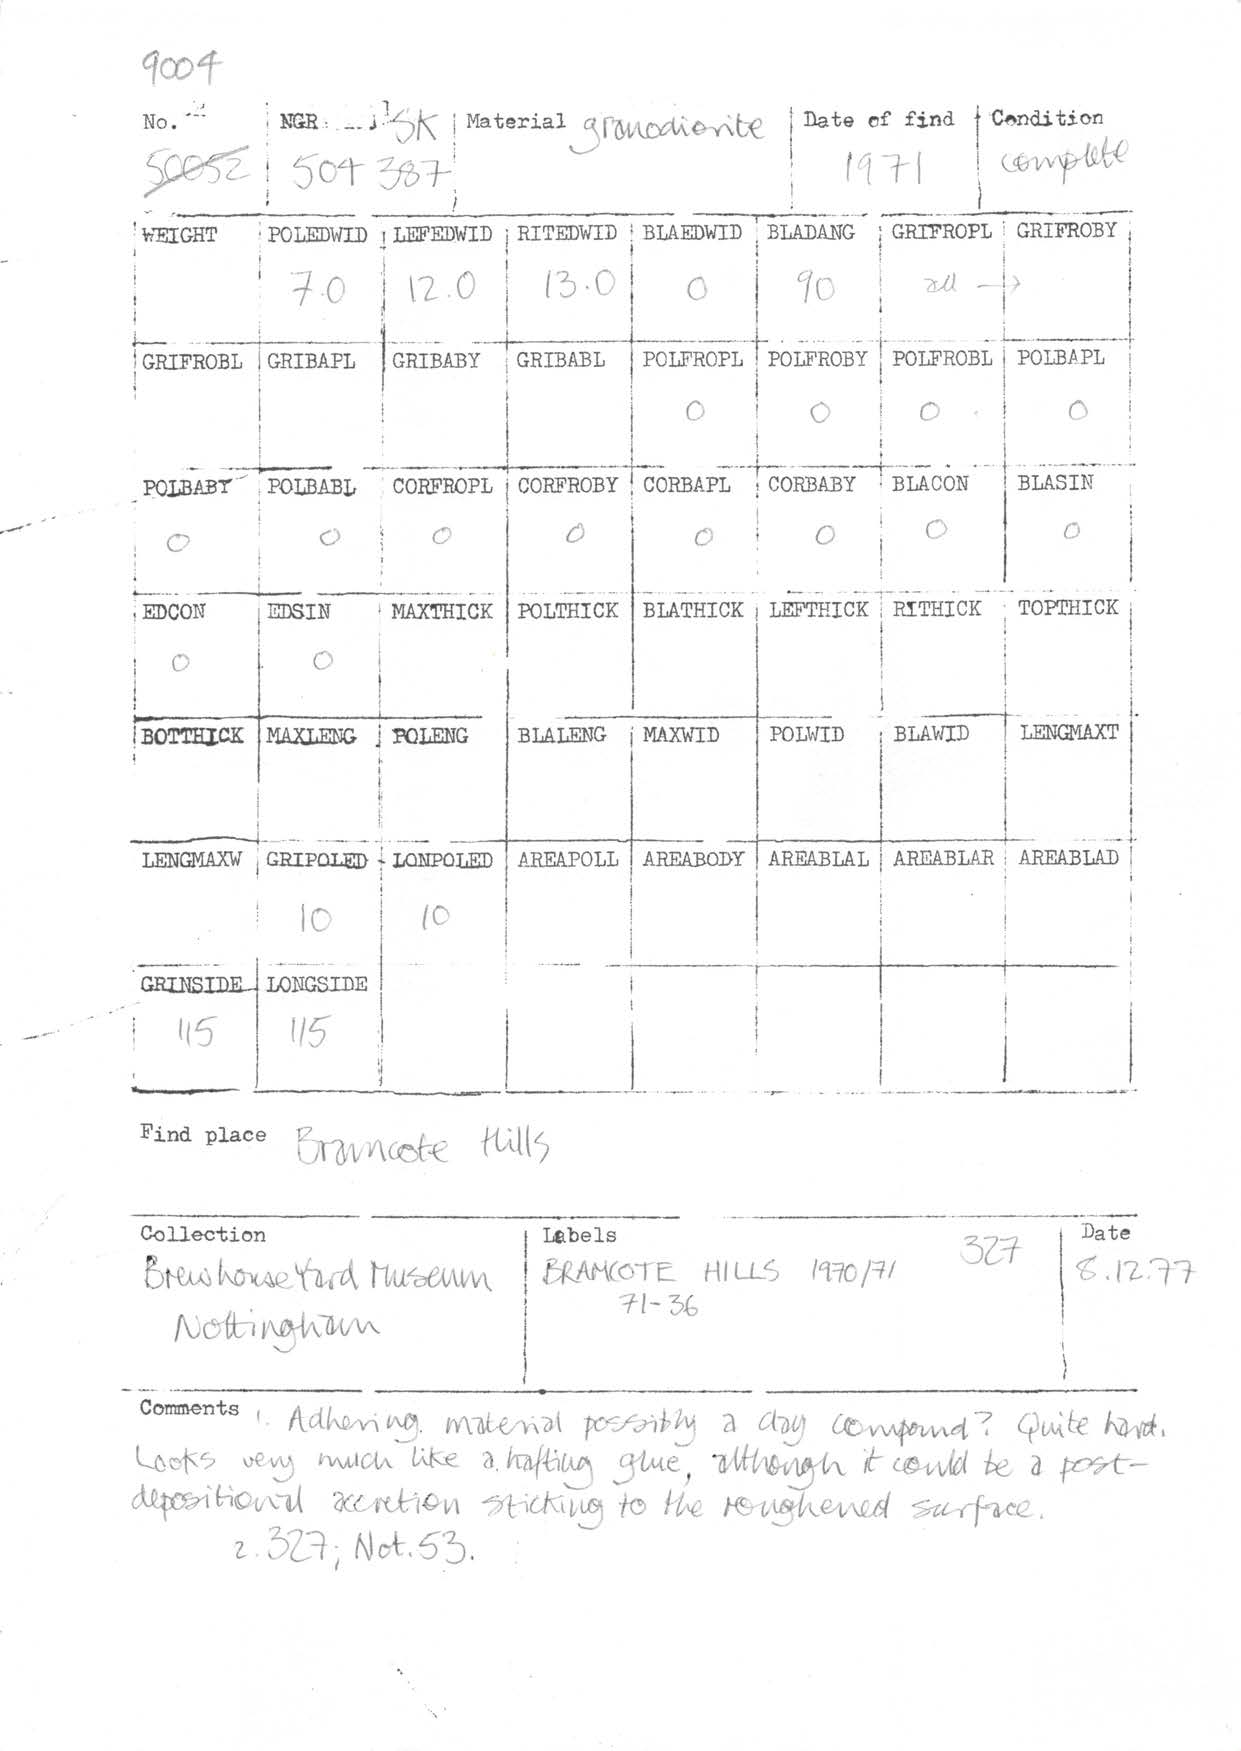 9004
No. NGR SK Material granodiorite Date of find Condition
50052 504 387 1971 complete
WEIGHT POLEDWID LEFEDWID RITEDWID BLAEDWID BLADANG GRIFROPL GRIFROBY
7.0 12.0 13.0 0 90 all →
GRIFROBL GRIBAPL GRIBABY GRIBABL POLFROPL POLFROBY POLFROBL POLBAPL
0 0 0 0
POLBABY POLBABL CORFROPL CORFROBY CORBAPL CORBABY BLACON BLASIN
0 0 0 0 0 0 0 0
EDCON EDSIN MAXTHICK POLTHICK BLATHICK LEFTHICK RITHICK TOPTHICK
0 0
BOTTHICK MAXLENG POLENG BLALENG MAXWID POLWID BLAWID LENGMAXT
LENGMAXW GRIPOLED LONPOLED AREAPOLL AREABODY AREABLAL AREABLAR AREABLAD
10 10
GRINSIDE LONGSIDE
115 115
Find place Bramcote Hills
Collection Labels 327 Date
Brewhouse Yard Museum BRAMCOTE HILLS 1970/71 8.12.77
71-36
Nottingham
Comments 1. Adhering material possibly a clay compound? Quite hard.
Looks very much like a hafting glue, although it could be a post-
depositional accretion sticking to the roughened surface.
2. 327; Not. 53.